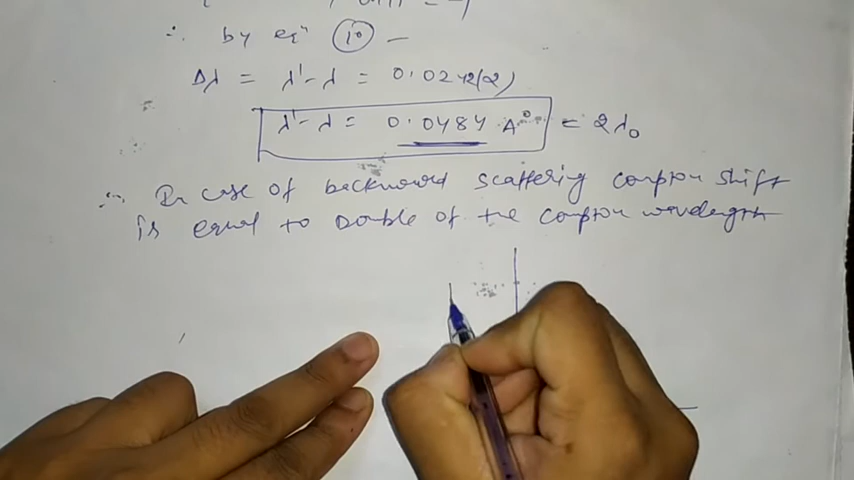 ∴ by eqⁿ (10) –
Δλ = λ' - λ = 0.0242(2)
λ' - λ = 0.0484 A° = 2λ₀
∴ In case of backward scattering compton shift
is equal to double of the compton wavelength